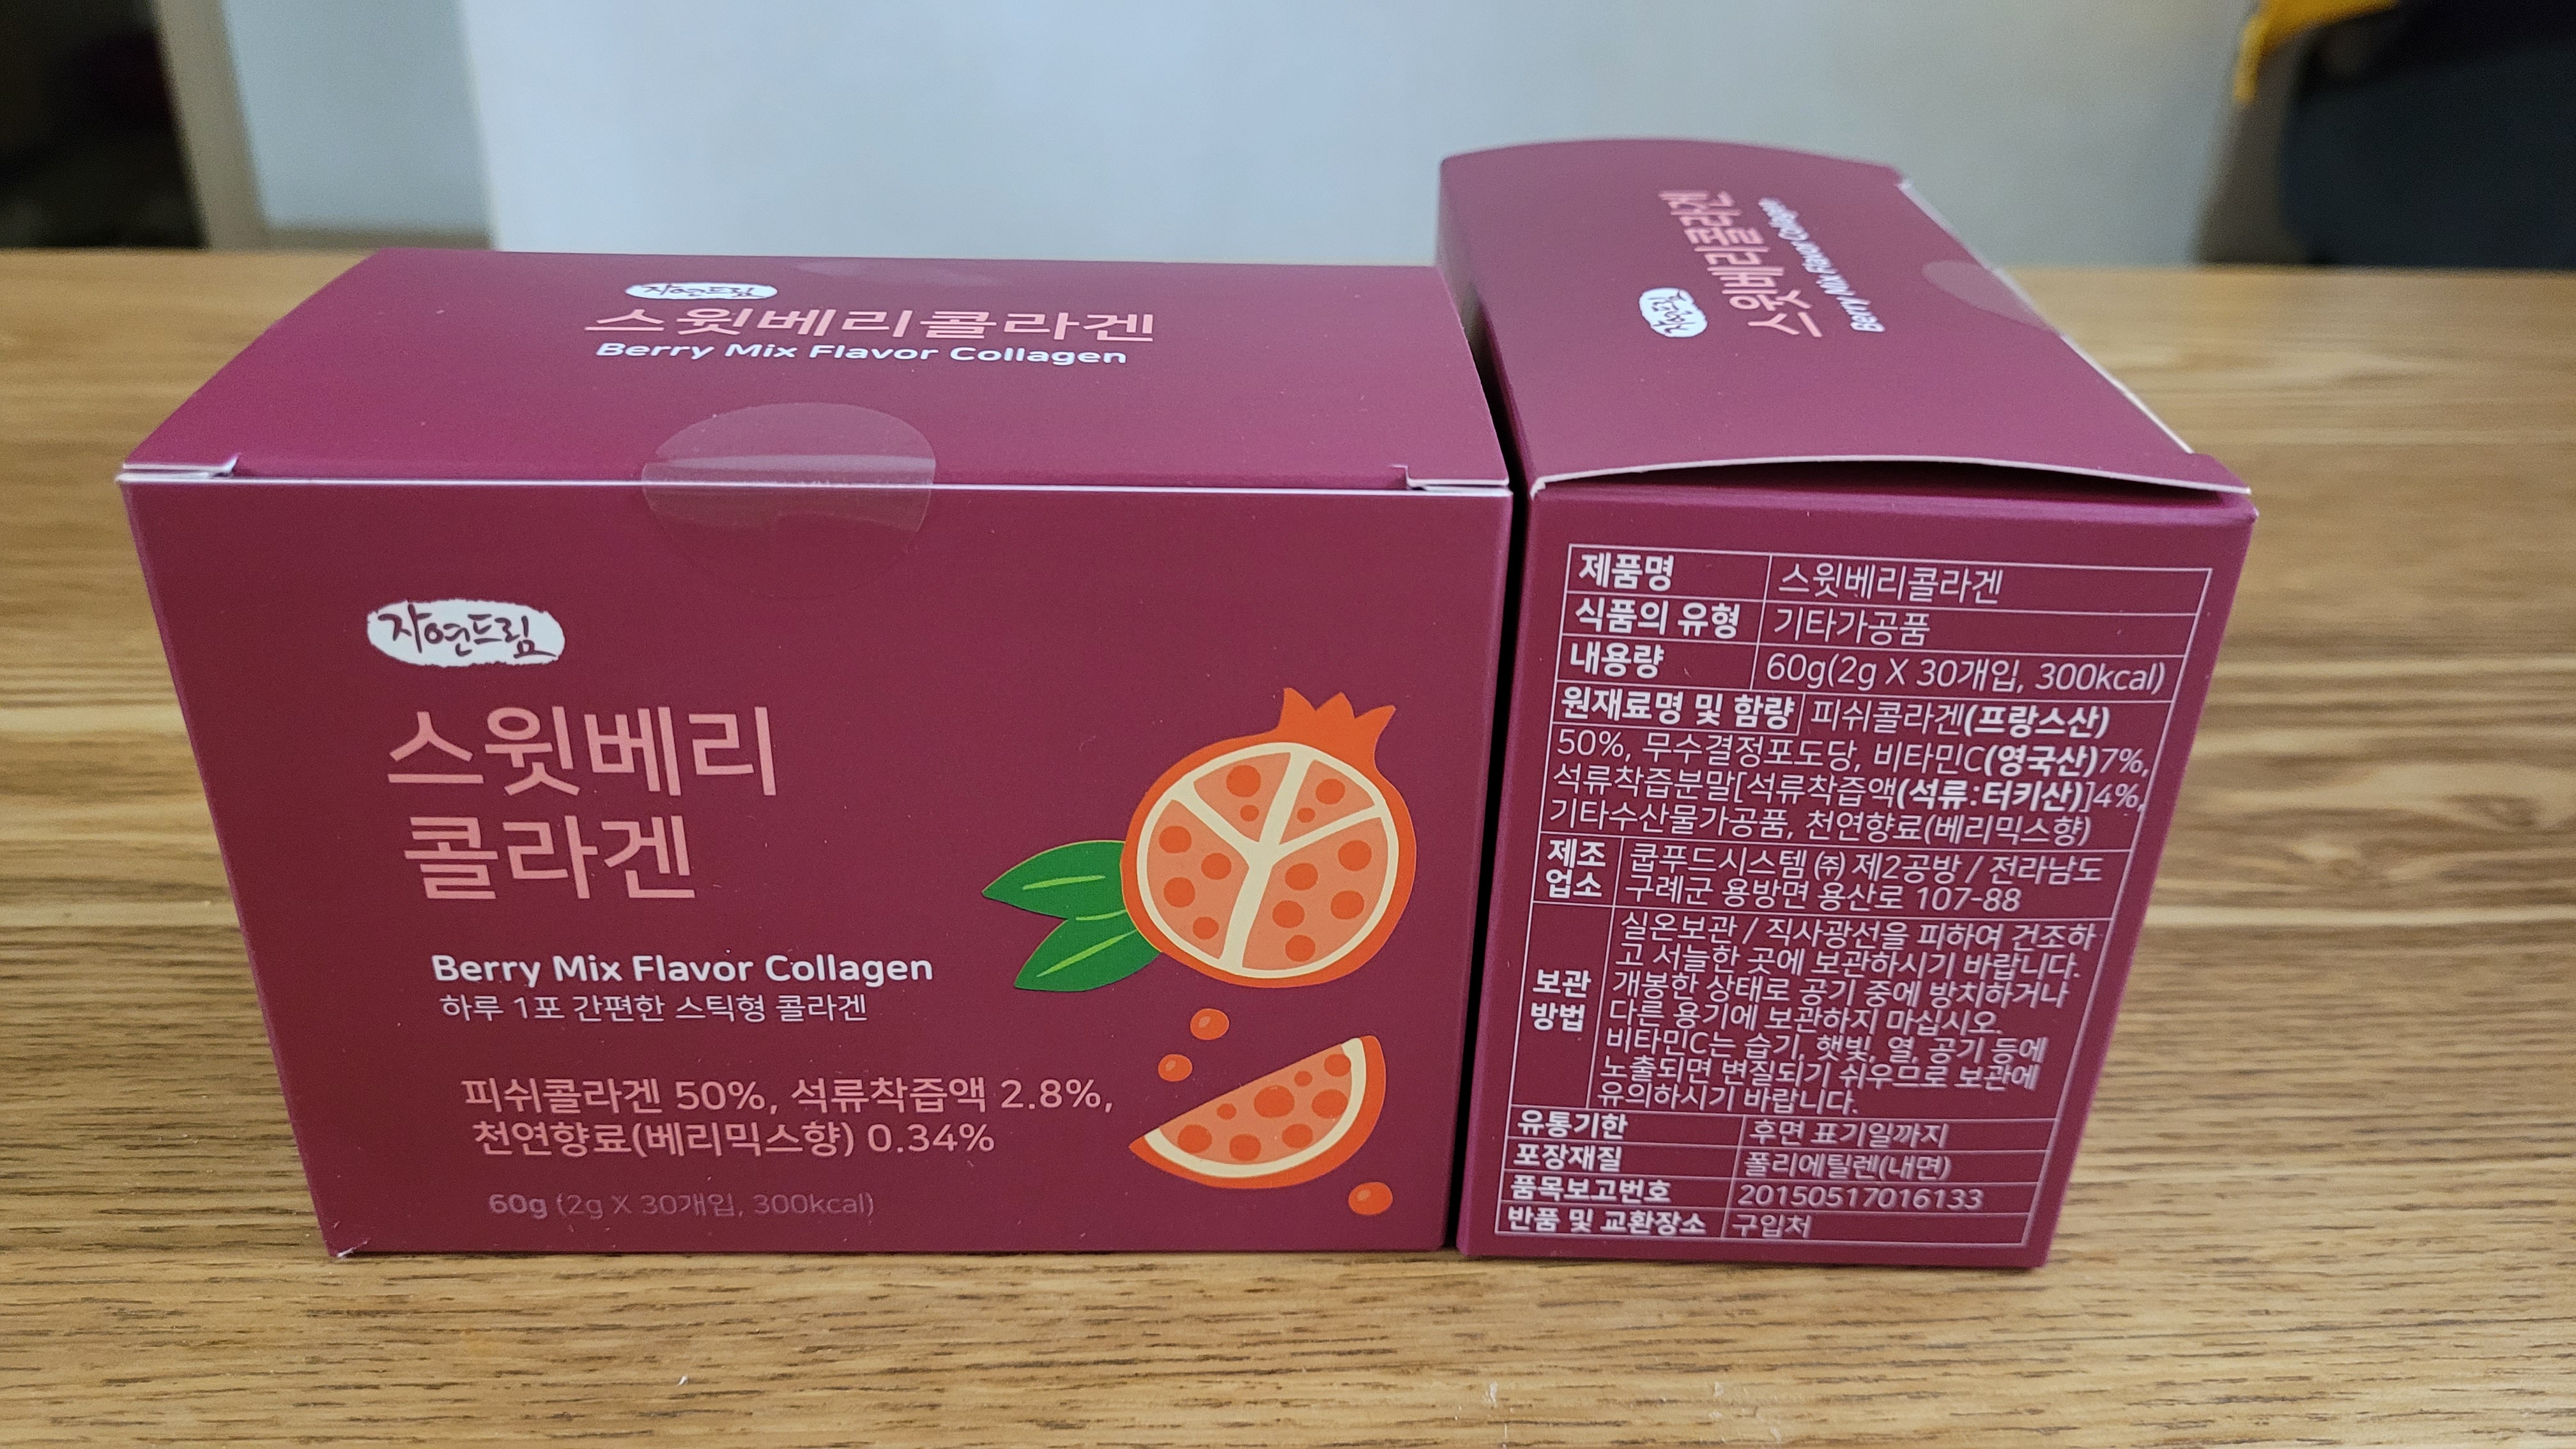 자연드림
스윗베리콜라겐
Berry Mix Flavor Collagen
자연드림
스윗베리
콜라겐
Berry Mix Flavor Collagen
하루 1포 간편한 스틱형 콜라겐
피쉬콜라겐 50%, 석류착즙액 2.8%,
천연향료(베리믹스향) 0.34%
60g (2g X 30개입, 300kcal)
자연드림
스윗베리콜라겐
Berry Mix Flavor Collagen
제품명 스윗베리콜라겐
식품의 유형 기타가공품
내용량 60g(2g X 30개입, 300kcal)
원재료명 및 함량 피쉬콜라겐(프랑스산)
50%, 무수결정포도당, 비타민C(영국산)7%,
석류착즙분말[석류착즙액(석류:터키산)]4%,
기타수산물가공품, 천연향료(베리믹스향)
제조
업소
쿱푸드시스템㈜ 제2공방 / 전라남도
구례군 용방면 용산로 107-88
보관
방법
실온보관 / 직사광선을 피하여 건조하
고 서늘한 곳에 보관하시기 바랍니다.
개봉한 상태로 공기 중에 방치하거나
다른 용기에 보관하지 마십시오.
비타민C는 습기, 햇빛, 열, 공기 등에
노출되면 변질되기 쉬우므로 보관에
유의하시기 바랍니다.
유통기한 후면 표기일까지
포장재질 폴리에틸렌(내면)
품목보고번호 20150517016133
반품 및 교환장소 구입처